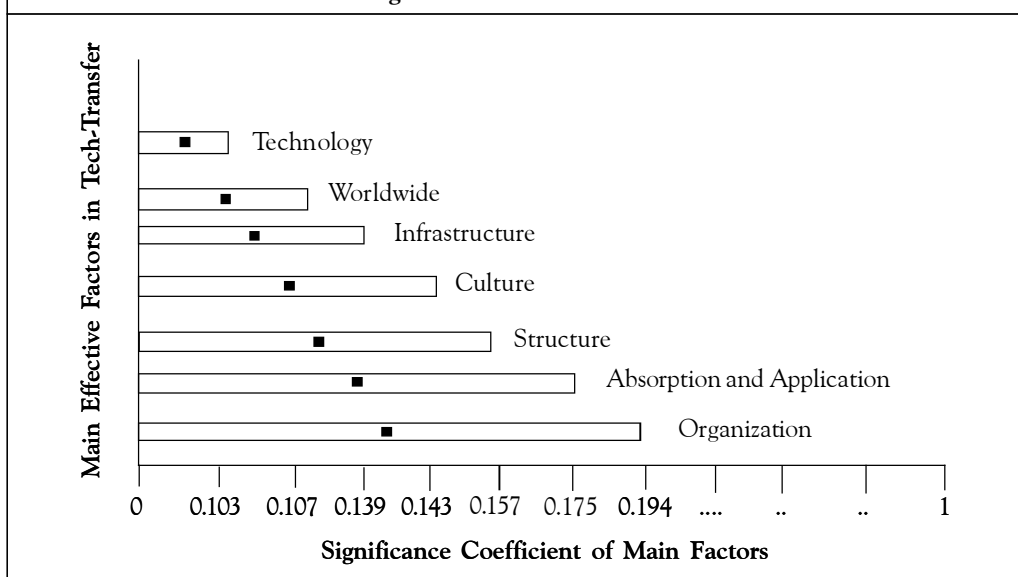 Main Effective Factors in Tech-Transfer
Technology
Worldwide
Infrastructure
Culture
Structure
Absorption and Application
Organization
0 0.103 0.107 0.139 0.143 0.157 0.175 0.194 .... .. .. 1
Significance Coefficient of Main Factors